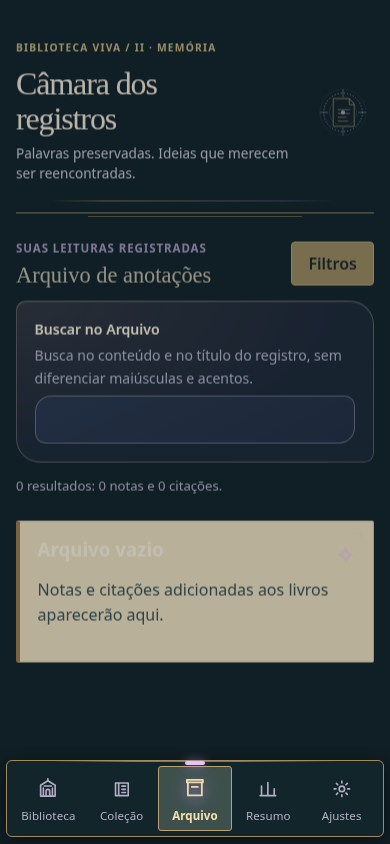 BIBLIOTECA VIVA / II · MEMÓRIA
Câmara dos
registros
Palavras preservadas. Ideias que merecem
ser reencontradas.
SUAS LEITURAS REGISTRADAS
Arquivo de anotações
Filtros
Buscar no Arquivo
Busca no conteúdo e no título do registro, sem
diferenciar maiúsculas e acentos.
0 resultados: 0 notas e 0 citações.
Arquivo vazio
Notas e citações adicionadas aos livros
aparecerão aqui.
Biblioteca
Coleção
Arquivo
Resumo
Ajustes